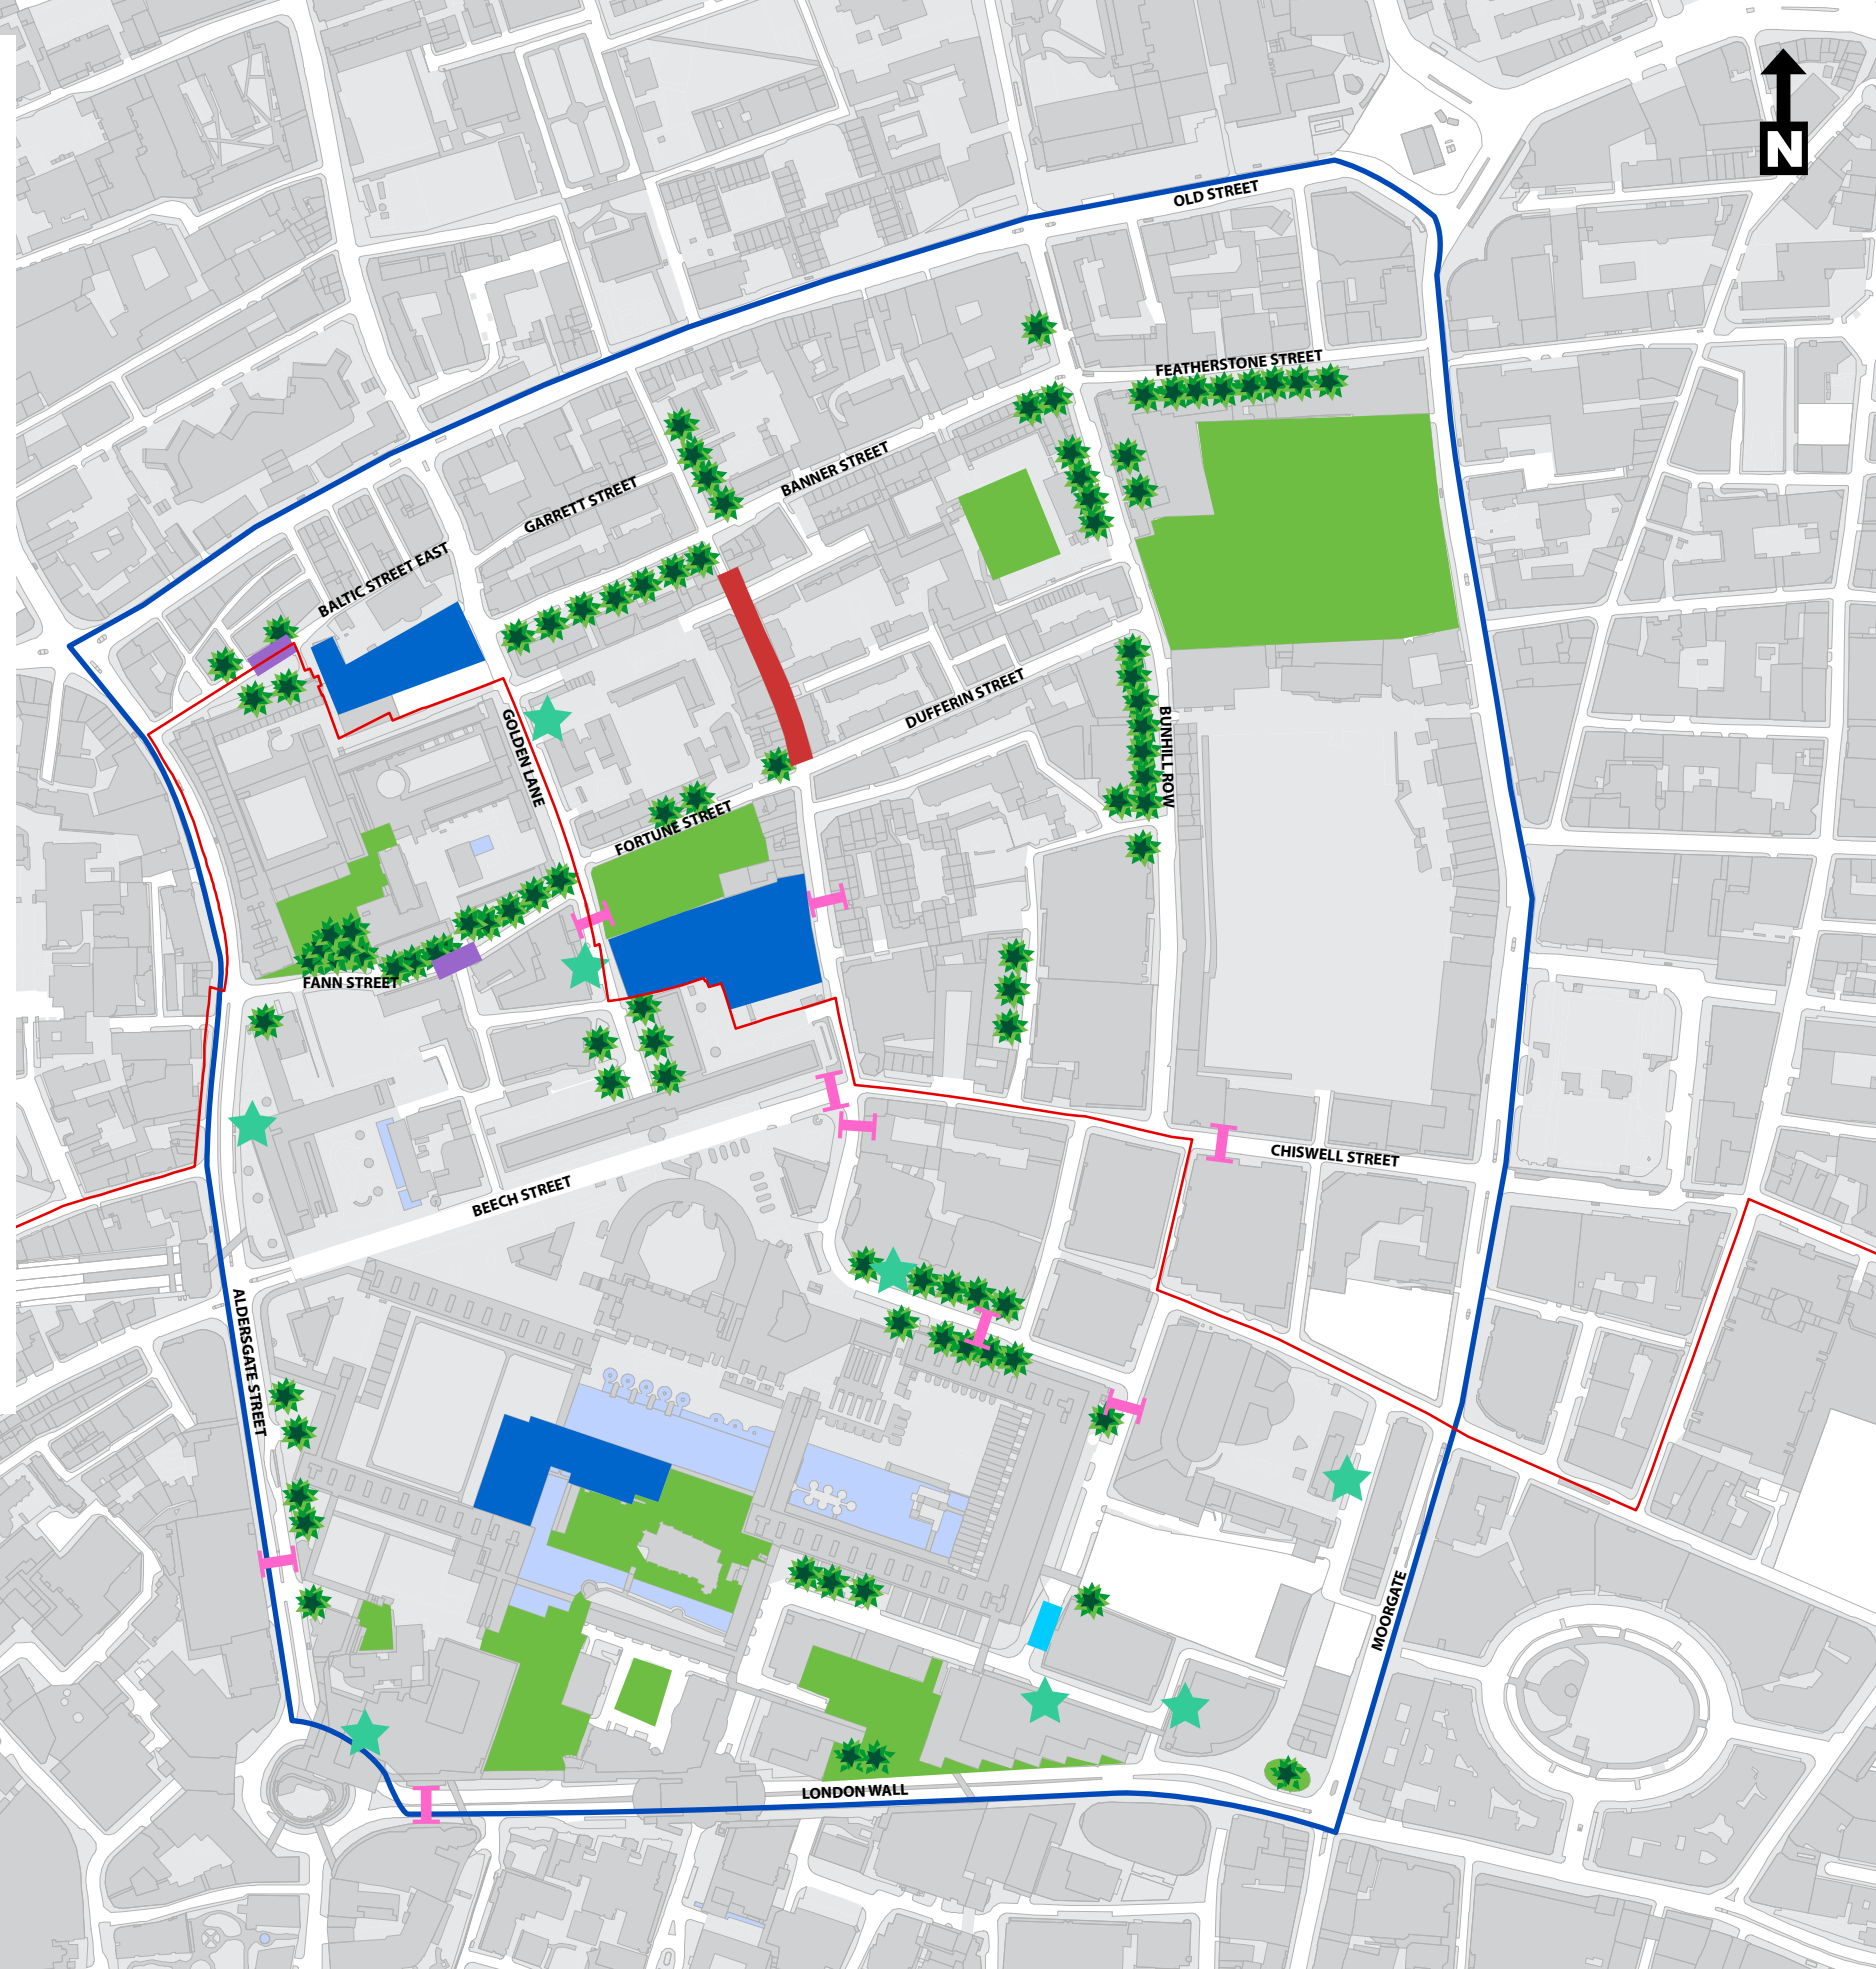 N
OLD STREET
FEATHERSTONE STREET
BANNER STREET
GARRETT STREET
BALTIC STREET EAST
DUFFERIN STREET
GOLDEN LANE
BUNHILL ROW
FORTUNE STREET
FANN STREET
CHISWELL STREET
BEECH STREET
ALDERSGATE STREET
MOORGATE
LONDON WALL